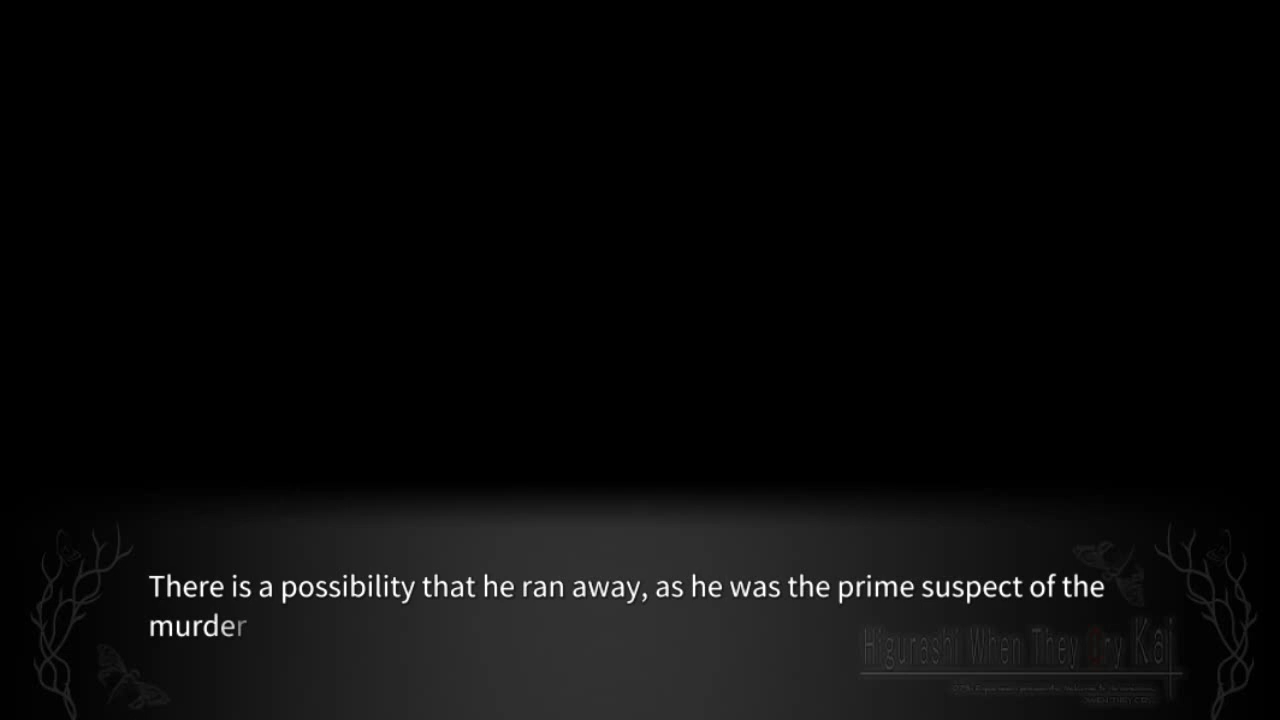 There is a possibility that he ran away, as he was the prime suspect of the
murder
Higurashi When They Cry Kai